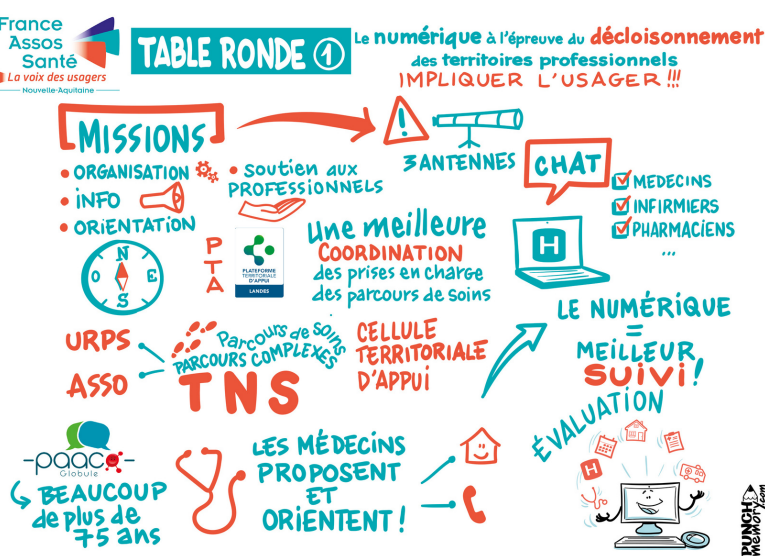 France
Assos
Santé
La voix des usagers
Nouvelle-Aquitaine
TABLE RONDE 1
Le numérique à l'épreuve du décloisonnement
des territoires professionnels
IMPLIQUER L'USAGER !!!
MISSIONS
• ORGANISATION
• iNFO
• ORiENTATION
• Soutien aux
PROFESSIONNELS
!
3 ANTENNES
CHAT
MEDECINS
INFIRMIERS
PHARMACIENS
...
H
N
O
E
S
PTA
PLATEFORME
TERRITORIALE
D'APPUI
LANDES
Une meilleure
COORDINATION
des prises en charge
des parcours de soins
LE NUMÉRiQUE
=
MEiLLEUR
SUiVi !
URPS
ASSO
Parcours de soins
PARCOURS COMPLEXES
TNS
CELLULE
TERRITORIALE
D'APPUi
-paaco-
Globule
BEAUCOUP
de plus de
75 ans
LES MÉDECiNS
PROPOSENT
ET
ORiENTENT !
ÉVALUATiON
H
PUNCH
memory.com